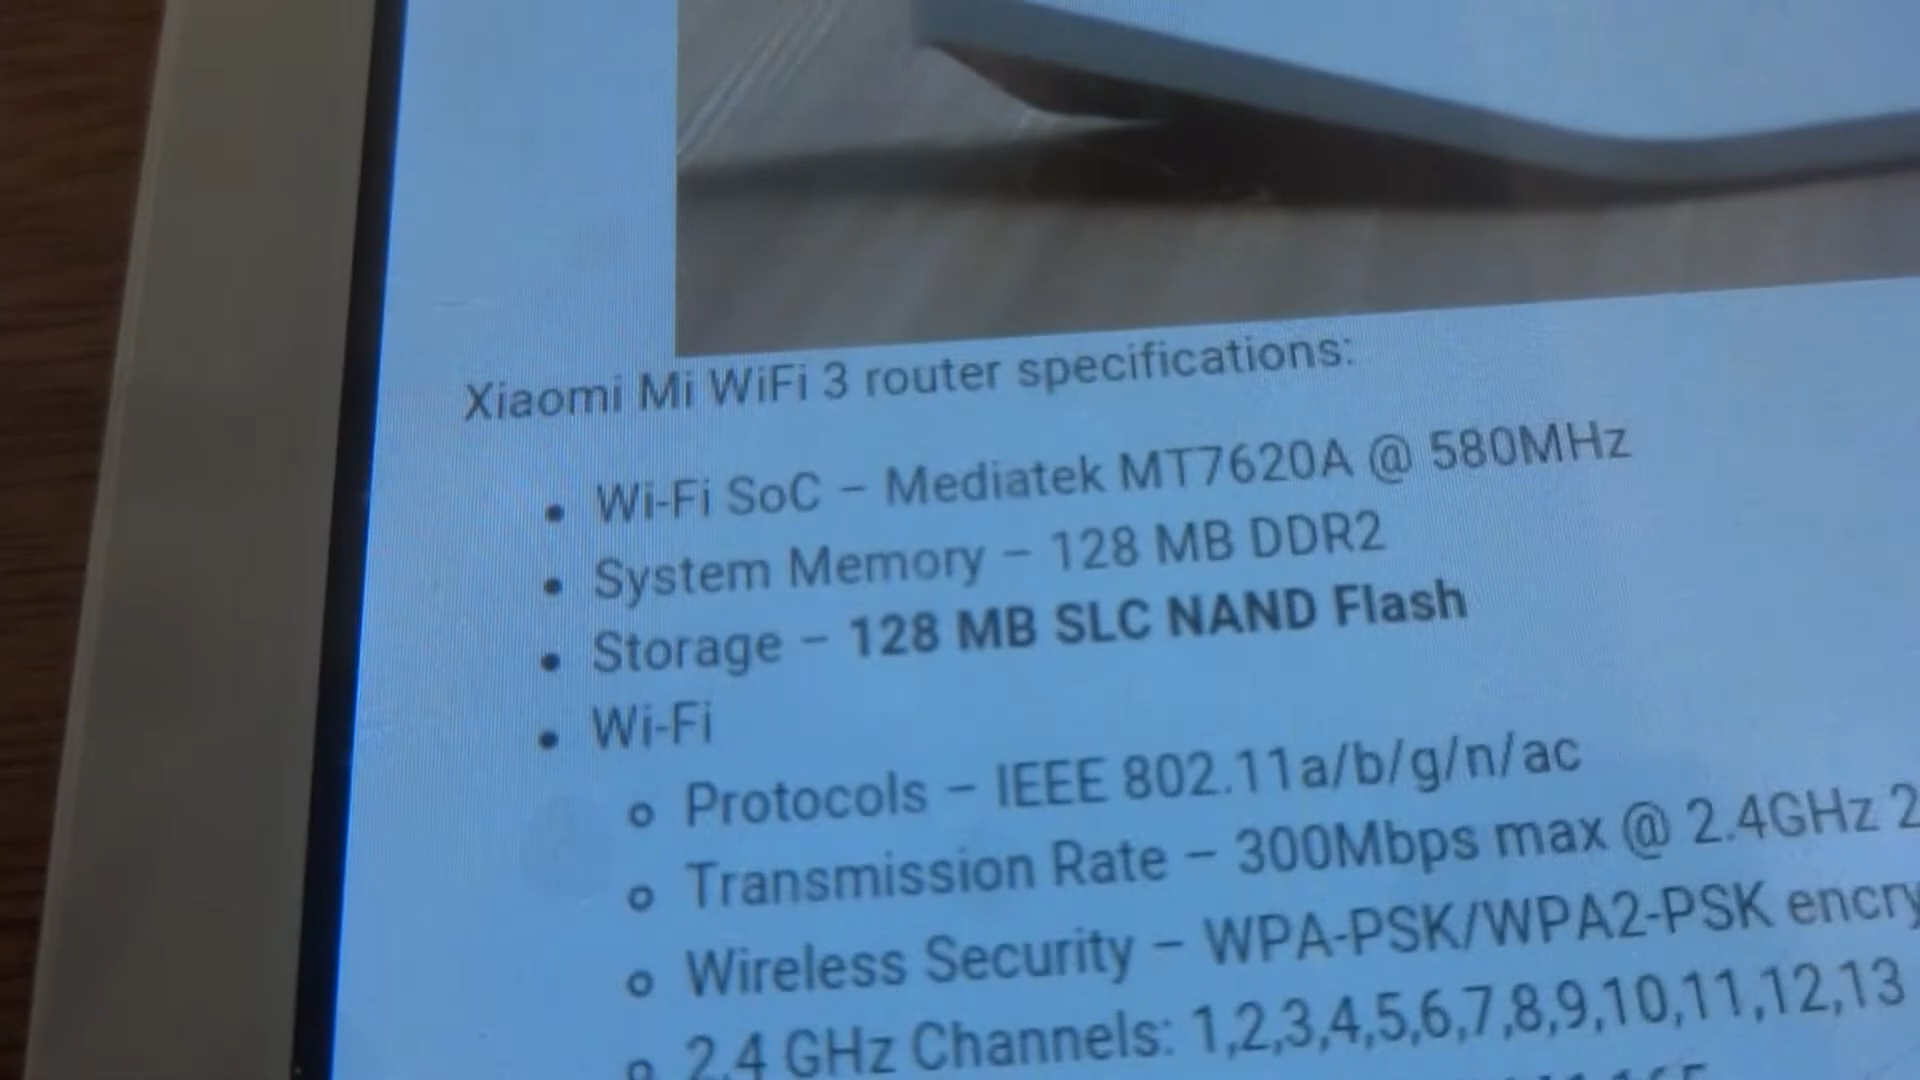 Xiaomi Mi WiFi 3 router specifications:
• Wi-Fi SoC – Mediatek MT7620A @ 580MHz
• System Memory – 128 MB DDR2
• Storage – 128 MB SLC NAND Flash
• Wi-Fi
o Protocols – IEEE 802.11a/b/g/n/ac
o Transmission Rate – 300Mbps max @ 2.4GHz 2
o Wireless Security – WPA-PSK/WPA2-PSK encry
o 2.4 GHz Channels: 1,2,3,4,5,6,7,8,9,10,11,12,13